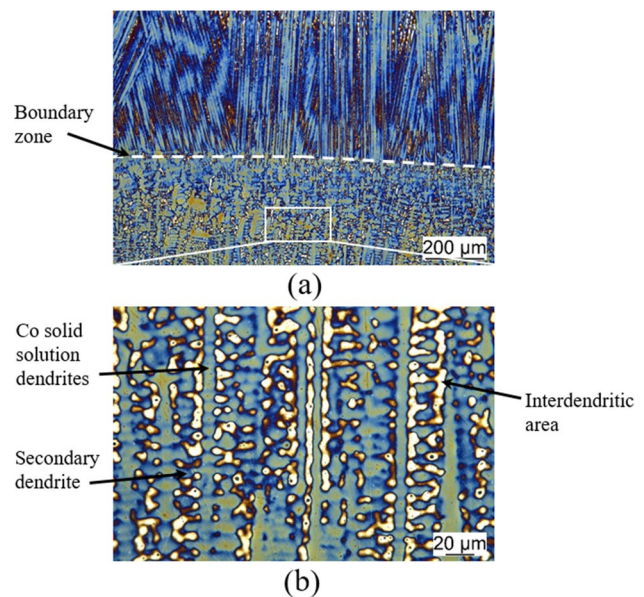 Boundary
zone
200 µm
(a)
Co solid
solution
dendrites
Interdendritic
area
Secondary
dendrite
20 µm
(b)